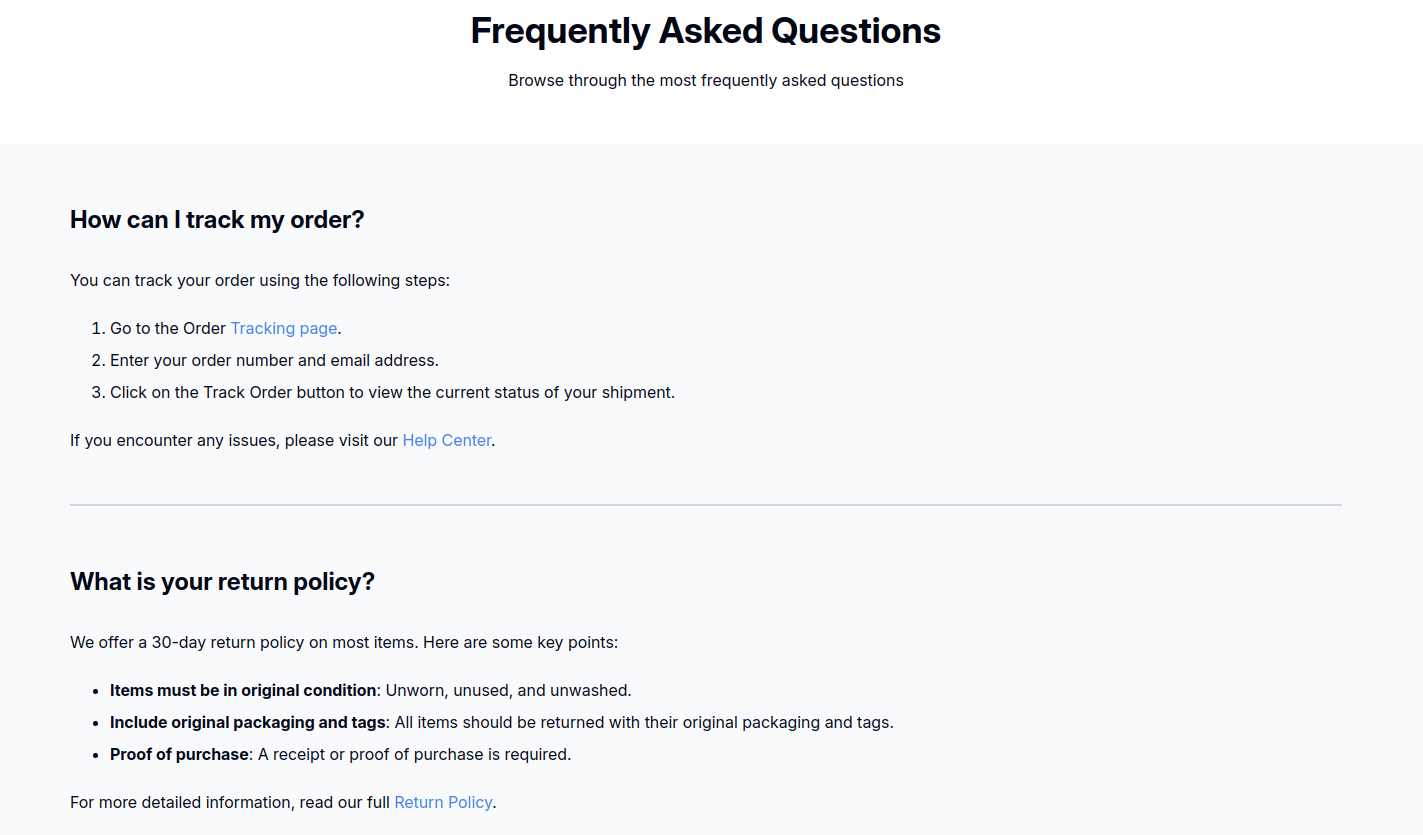 Frequently Asked Questions
Browse through the most frequently asked questions
How can I track my order?
You can track your order using the following steps:
1. Go to the Order Tracking page.
2. Enter your order number and email address.
3. Click on the Track Order button to view the current status of your shipment.
If you encounter any issues, please visit our Help Center.
What is your return policy?
We offer a 30-day return policy on most items. Here are some key points:
• Items must be in original condition: Unworn, unused, and unwashed.
• Include original packaging and tags: All items should be returned with their original packaging and tags.
• Proof of purchase: A receipt or proof of purchase is required.
For more detailed information, read our full Return Policy.